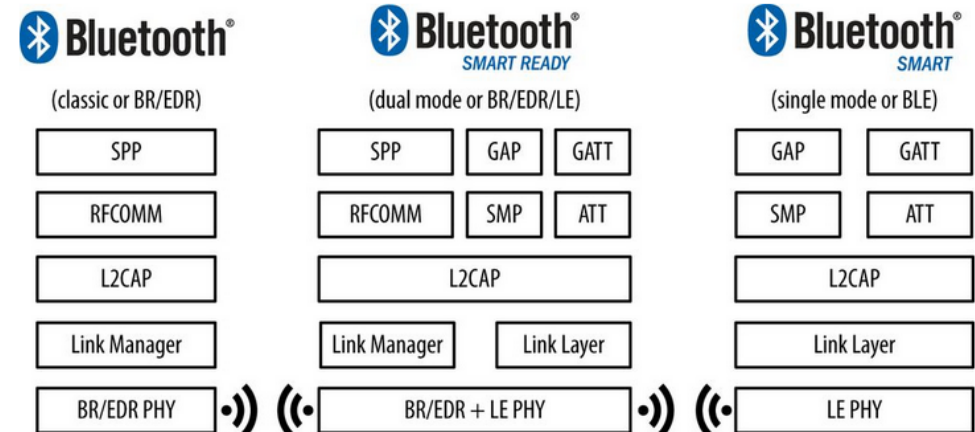 Bluetooth®
(classic or BR/EDR)
SPP
RFCOMM
L2CAP
Link Manager
BR/EDR PHY
Bluetooth®
SMART READY
(dual mode or BR/EDR/LE)
SPP GAP GATT
RFCOMM SMP ATT
L2CAP
Link Manager Link Layer
BR/EDR + LE PHY
Bluetooth®
SMART
(single mode or BLE)
GAP GATT
SMP ATT
L2CAP
Link Layer
LE PHY